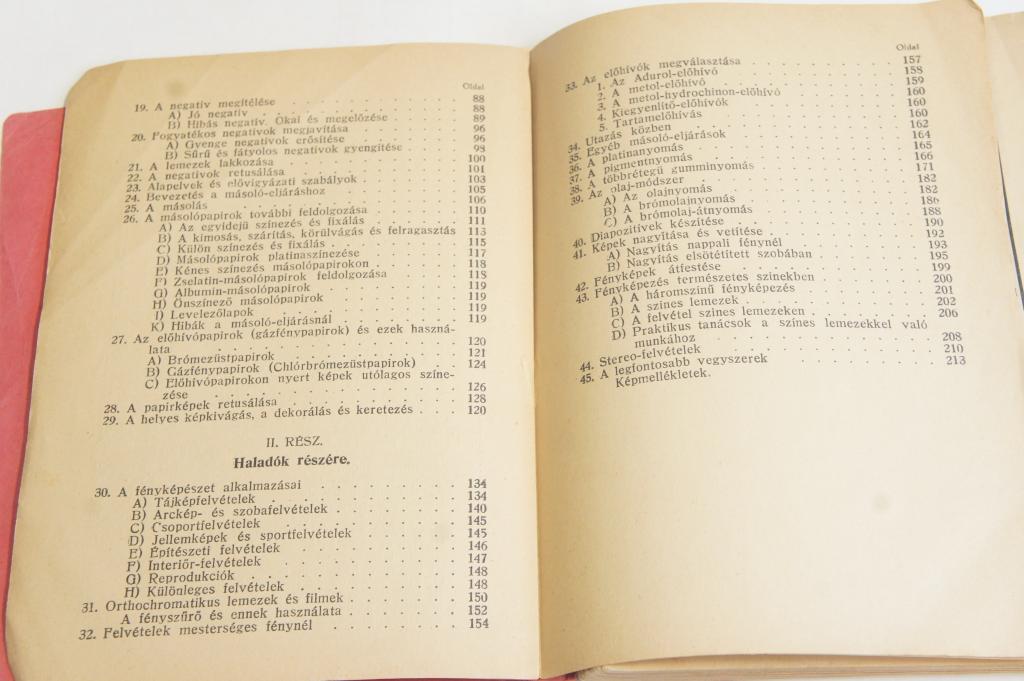 Oldal
19. A negativ megítélése . . . . . . . . . . 88
A) Jó negativ . . . . . . . . . . 88
B) Hibás negativ. Okai és megelőzése . . . . 89
20. Fogyatékos negativok megjavítása . . . . . . 96
A) Gyenge negativok erősítése . . . . . . 96
B) Sűrű és fátyolos negativok gyengítése . . . 98
21. A lemezek lakkozása . . . . . . . . . . 100
22. A negativok retusálása . . . . . . . . . 101
23. Alapelvek és elővigyázati szabályok . . . . . 103
24. Bevezetés a másoló-eljáráshoz . . . . . . . 105
25. A másolás . . . . . . . . . . . . 106
26. A másolópapirok további feldolgozása . . . . . 110
A) Az egyidejű színezés és fixálás . . . . . 111
B) A kimosás, szárítás, körülvágás és felragasztás 113
C) Külön színezés és fixálás . . . . . . . 115
D) Másolópapirok platinaszínezése . . . . . 117
E) Kénes színezés másolópapirokon . . . . . 118
F) Zselatin-másolópapirok feldolgozása . . . . 118
G) Albumin-másolópapirok . . . . . . . . 119
H) Önszínező másolópapirok . . . . . . . 119
I) Levelezőlapok . . . . . . . . . . 119
K) Hibák a másoló-eljárásnál . . . . . . . 119
27. Az előhívópapirok (gázfénypapirok) és ezek haszná-
lata . . . . . . . . . . . . . . 120
A) Brómezüstpapirok . . . . . . . . . 121
B) Gázfénypapirok (Chlórbrómezüstpapirok) . . 124
C) Előhívópapirokon nyert képek utólagos színe-
zése . . . . . . . . . . . . . 126
28. A papirképek retusálása . . . . . . . . . 128
29. A helyes képkivágás, a dekorálás és keretezés . . . 120
II. RÉSZ.
Haladók részére.
30. A fényképészet alkalmazásai . . . . . . . . 134
A) Tájképfelvételek . . . . . . . . . . 134
B) Arckép- és szobafelvételek . . . . . . . 140
C) Csoportfelvételek . . . . . . . . . 145
D) Jellemképek és sportfelvételek . . . . . . 145
E) Építészeti felvételek . . . . . . . . 146
F) Interiőr-felvételek . . . . . . . . . 147
G) Reprodukciók . . . . . . . . . . 148
H) Különleges felvételek . . . . . . . . 148
31. Orthochromatikus lemezek és filmek . . . . . . 150
A fényszűrő és ennek használata . . . . . . 152
32. Felvételek mesterséges fénynél . . . . . . . 154
Oldal
33. Az előhívók megválasztása . . . . . . . . 157
1. Az Adurol-előhívó . . . . . . . . . 158
2. A metol-előhívó . . . . . . . . . . 159
3. A metol-hydrochinon-előhívó . . . . . . 160
4. Kiegyenlítő-előhívók . . . . . . . . 160
5. Tartamelőhívás . . . . . . . . . . 160
34. Utazás közben . . . . . . . . . . . 162
35. Egyéb másoló-eljárások . . . . . . . . . 164
36. A platinanyomás . . . . . . . . . . . 165
37. A pigmentnyomás . . . . . . . . . . . 166
38. A többrétegű gumminyomás . . . . . . . . 171
39. Az olaj-módszer . . . . . . . . . . . 182
A) Az olajnyomás . . . . . . . . . . 182
B) A brómolajnyomás . . . . . . . . . 186
C) A brómolaj-átnyomás . . . . . . . . 188
40. Diapozitivek készítése . . . . . . . . . 190
41. Képek nagyítása és vetítése . . . . . . . . 192
A) Nagyítás nappali fénynél . . . . . . . 193
B) Nagyítás elsötétített szobában . . . . . 195
42. Fényképek átfestése . . . . . . . . . . 199
43. Fényképezés természetes színekben . . . . . . 200
A) A háromszínű fényképezés . . . . . . . 201
B) A színes lemezek . . . . . . . . . 202
C) A felvétel színes lemezeken . . . . . . 206
D) Praktikus tanácsok a színes lemezekkel való
munkához . . . . . . . . . . . 208
44. Stereo-felvételek . . . . . . . . . . . 210
45. A legfontosabb vegyszerek . . . . . . . . 213
Képmellékletek.